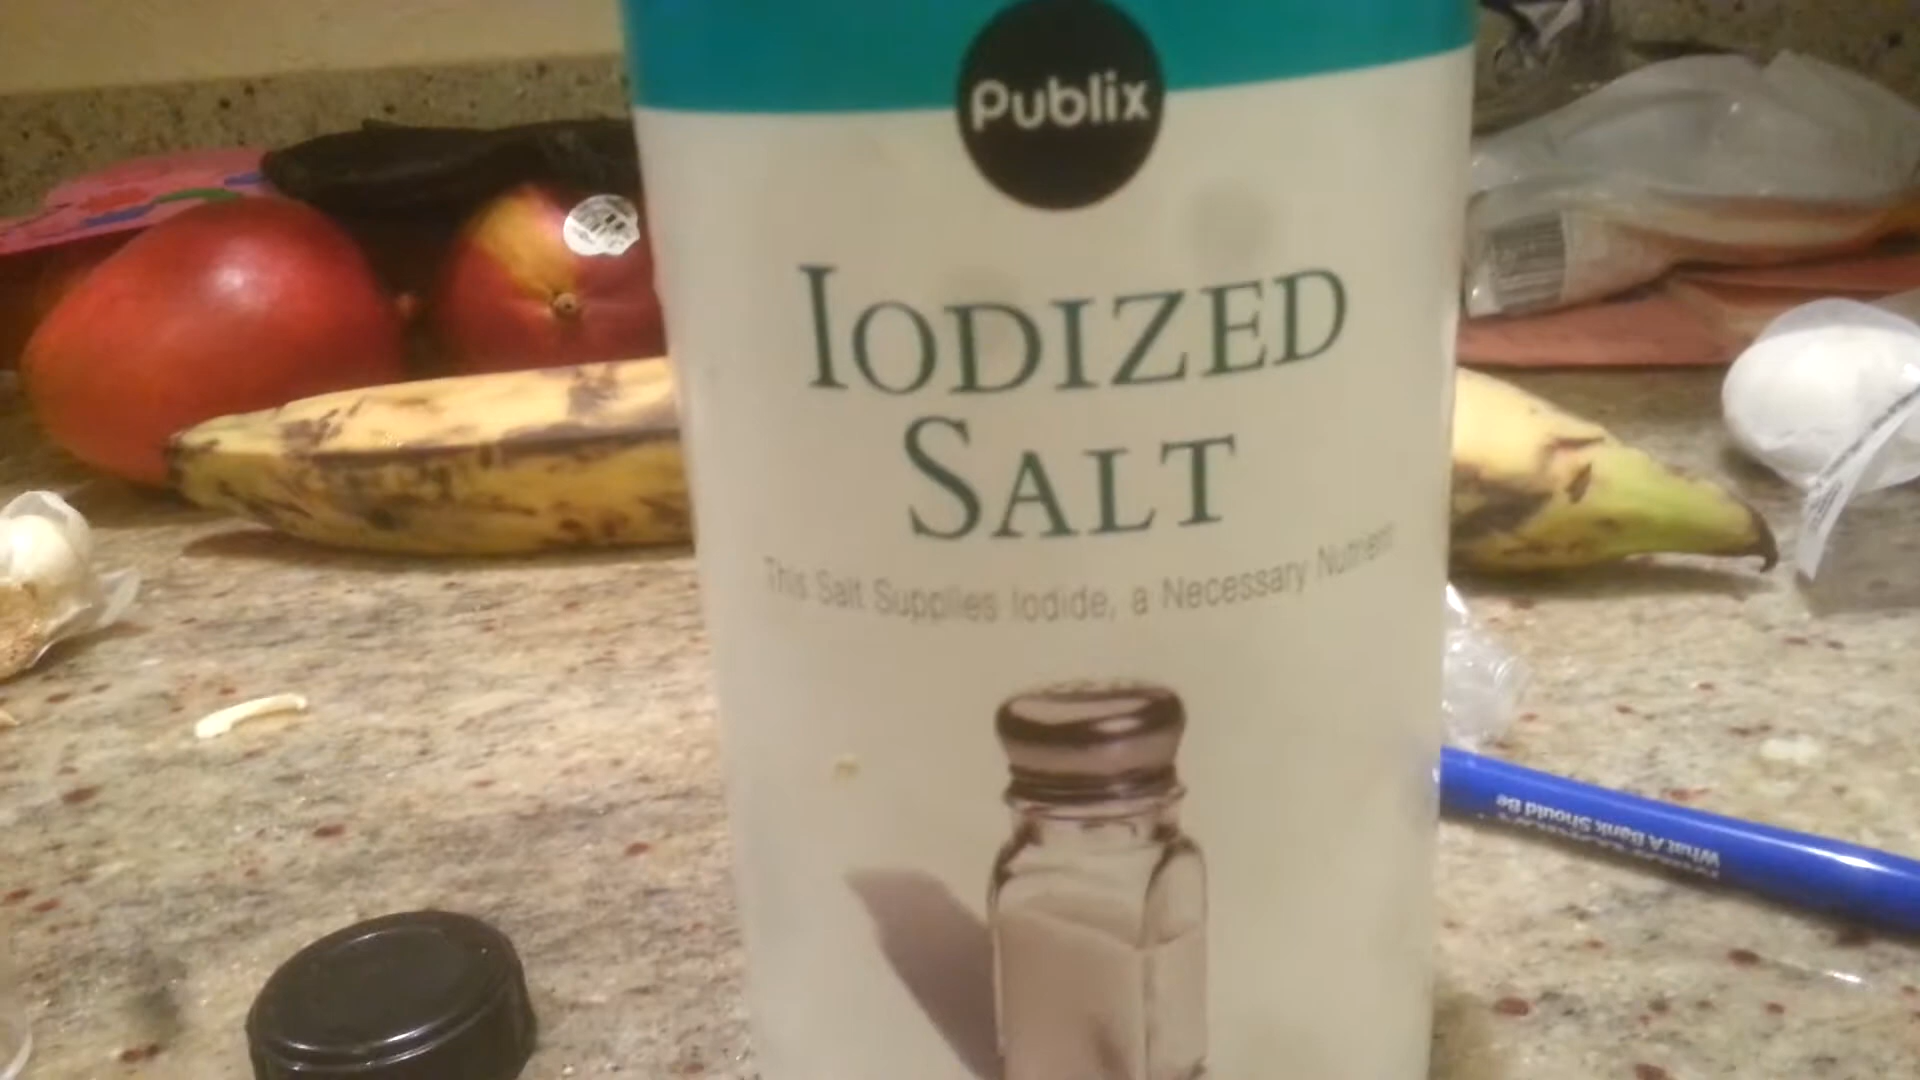 Publix
IODIZED
SALT
This Salt Supplies Iodide, a Necessary Nutrient
What A Bank Should Be